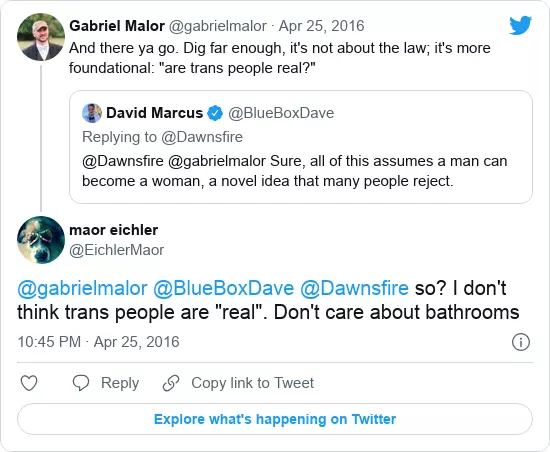 Gabriel Malor @gabrielmalor · Apr 25, 2016
And there ya go. Dig far enough, it's not about the law; it's more
foundational: "are trans people real?"
David Marcus @BlueBoxDave
Replying to @Dawnsfire
@Dawnsfire @gabrielmalor Sure, all of this assumes a man can
become a woman, a novel idea that many people reject.
maor eichler
@EichlerMaor
@gabrielmalor @BlueBoxDave @Dawnsfire so? I don't
think trans people are "real". Don't care about bathrooms
10:45 PM · Apr 25, 2016
Reply Copy link to Tweet
Explore what's happening on Twitter